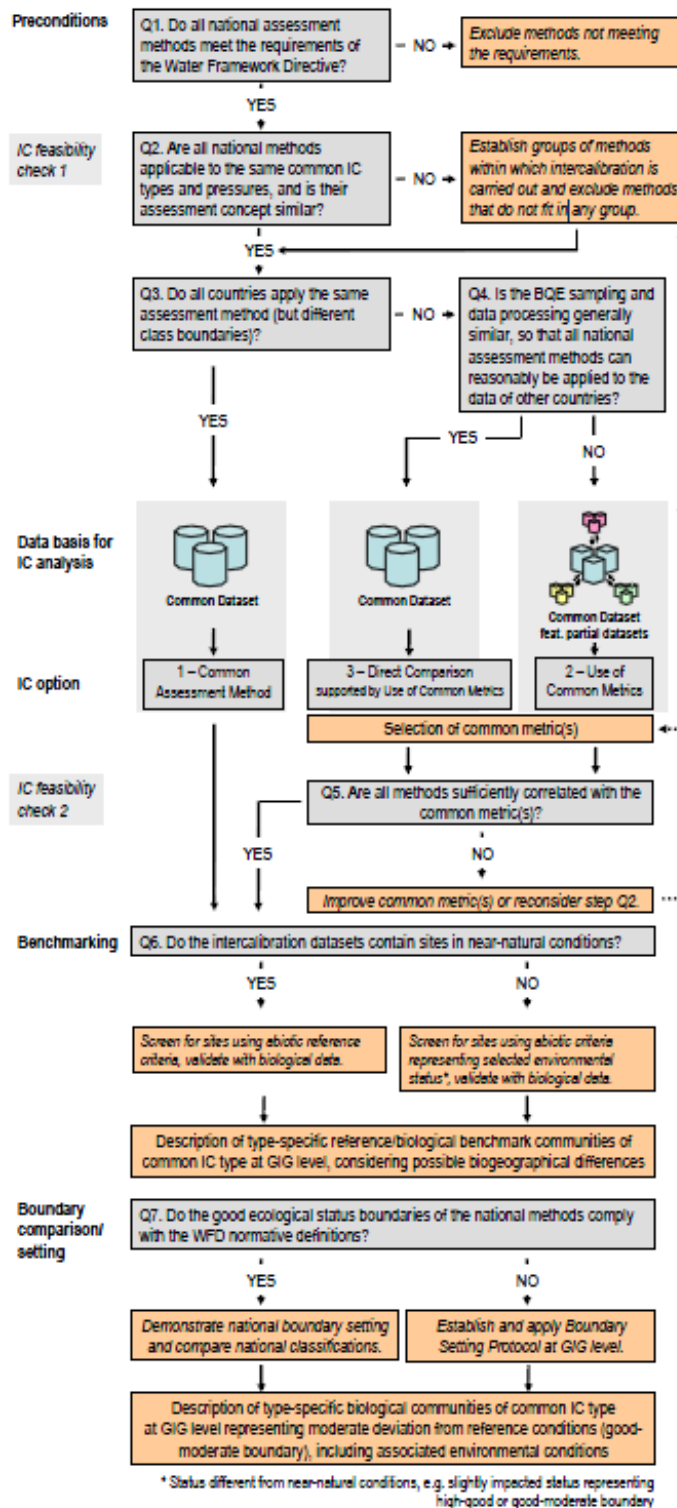 Preconditions
Q1. Do all national assessment
methods meet the requirements of
the Water Framework Directive?
NO
Exclude methods not meeting
the requirements.
YES
IC feasibility
check 1
Q2. Are all national methods
applicable to the same common IC
types and pressures, and is their
assessment concept similar?
NO
Establish groups of methods
within which intercalibration is
carried out and exclude methods
that do not fit in any group.
YES
Q3. Do all countries apply the same
assessment method (but different
class boundaries)?
NO
Q4. Is the BQE sampling and
data processing generally
similar, so that all national
assessment methods can
reasonably be applied to the
data of other countries?
YES
YES
NO
Data basis for
IC analysis
Common Dataset
Common Dataset
Common Dataset
feat. partial datasets
IC option
1 – Common
Assessment Method
3 – Direct Comparison
supported by Use of Common Metrics
2 – Use of
Common Metrics
Selection of common metric(s)
IC feasibility
check 2
Q5. Are all methods sufficiently correlated with the
common metric(s)?
YES
NO
Improve common metric(s) or reconsider step Q2.
Benchmarking
Q6. Do the intercalibration datasets contain sites in near-natural conditions?
YES
NO
Screen for sites using abiotic reference
criteria, validate with biological data.
Screen for sites using abiotic criteria
representing selected environmental
status*, validate with biological data.
Description of type-specific reference/biological benchmark communities of
common IC type at GIG level, considering possible biogeographical differences
Boundary
comparison/
setting
Q7. Do the good ecological status boundaries of the national methods comply
with the WFD normative definitions?
YES
NO
Demonstrate national boundary setting
and compare national classifications.
Establish and apply Boundary
Setting Protocol at GIG level.
Description of type-specific biological communities of common IC type
at GIG level representing moderate deviation from reference conditions (good-
moderate boundary), including associated environmental conditions
* Status different from near-natural conditions, e.g. slightly impacted status representing
high-good or good-moderate boundary